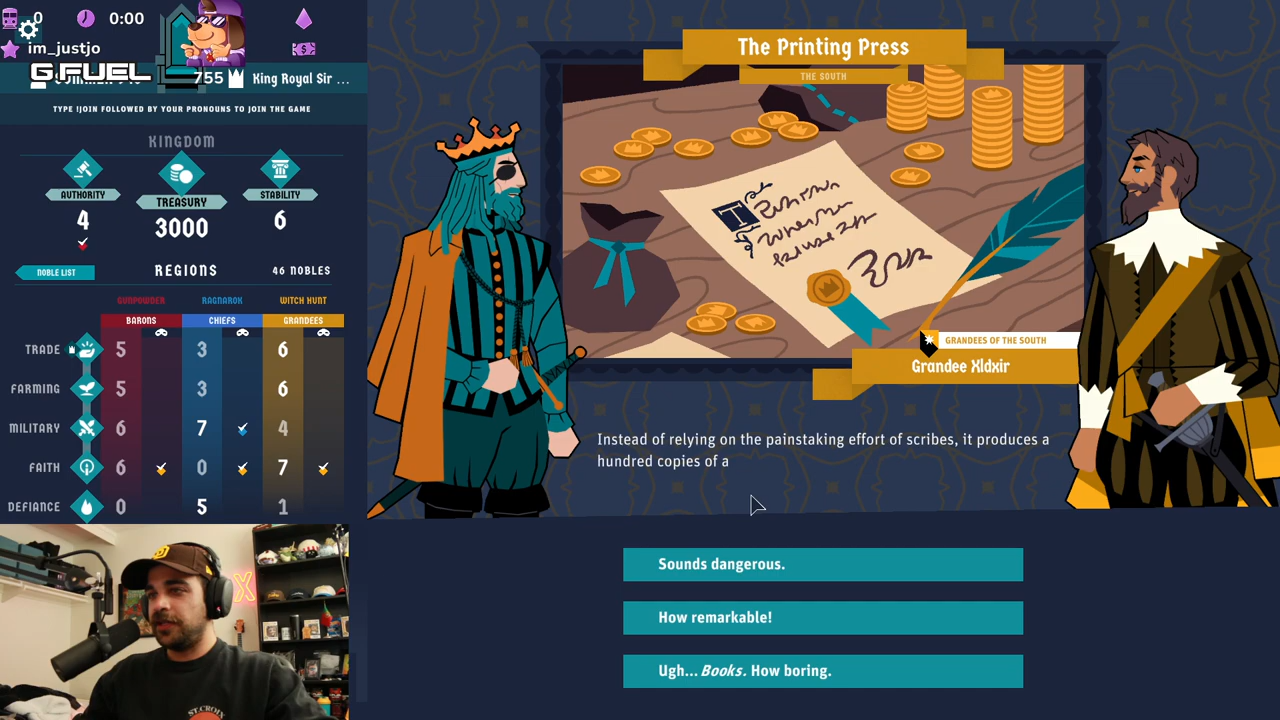 0
0:00
im_justjo
G FUEL
755
King Royal Sir ...
TYPE !JOIN FOLLOWED BY YOUR PRONOUNS TO JOIN THE GAME
KINGDOM
AUTHORITY
TREASURY
STABILITY
4
3000
6
NOBLE LIST
REGIONS
46 NOBLES
GUNPOWDER
RAGNAROK
WITCH HUNT
BARONS
CHIEFS
GRANDEES
TRADE 5 3 6
FARMING 5 3 6
MILITARY 6 7 4
FAITH 6 0 7
DEFIANCE 0 5 1
The Printing Press
THE SOUTH
GRANDEES OF THE SOUTH
Grandee Xldxir
Instead of relying on the painstaking effort of scribes, it produces a
hundred copies of a
Sounds dangerous.
How remarkable!
Ugh... Books. How boring.
ST.CROIX